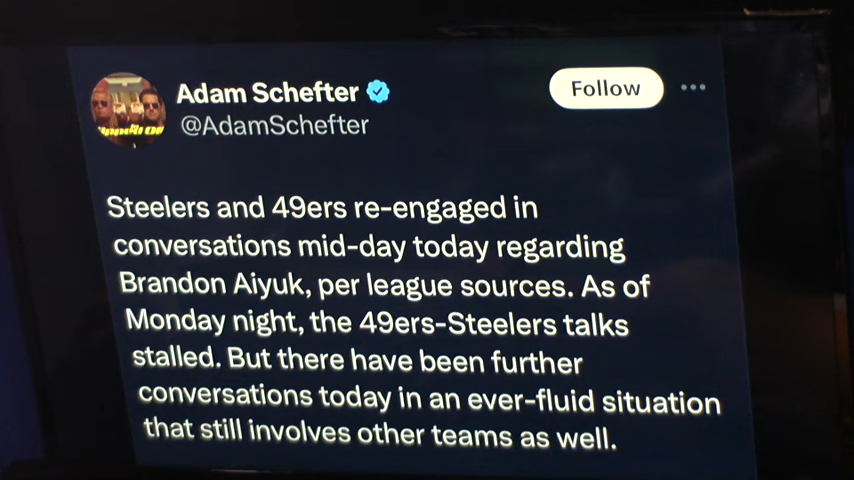 Adam Schefter
@AdamSchefter
Follow
Steelers and 49ers re-engaged in
conversations mid-day today regarding
Brandon Aiyuk, per league sources. As of
Monday night, the 49ers-Steelers talks
stalled. But there have been further
conversations today in an ever-fluid situation
that still involves other teams as well.